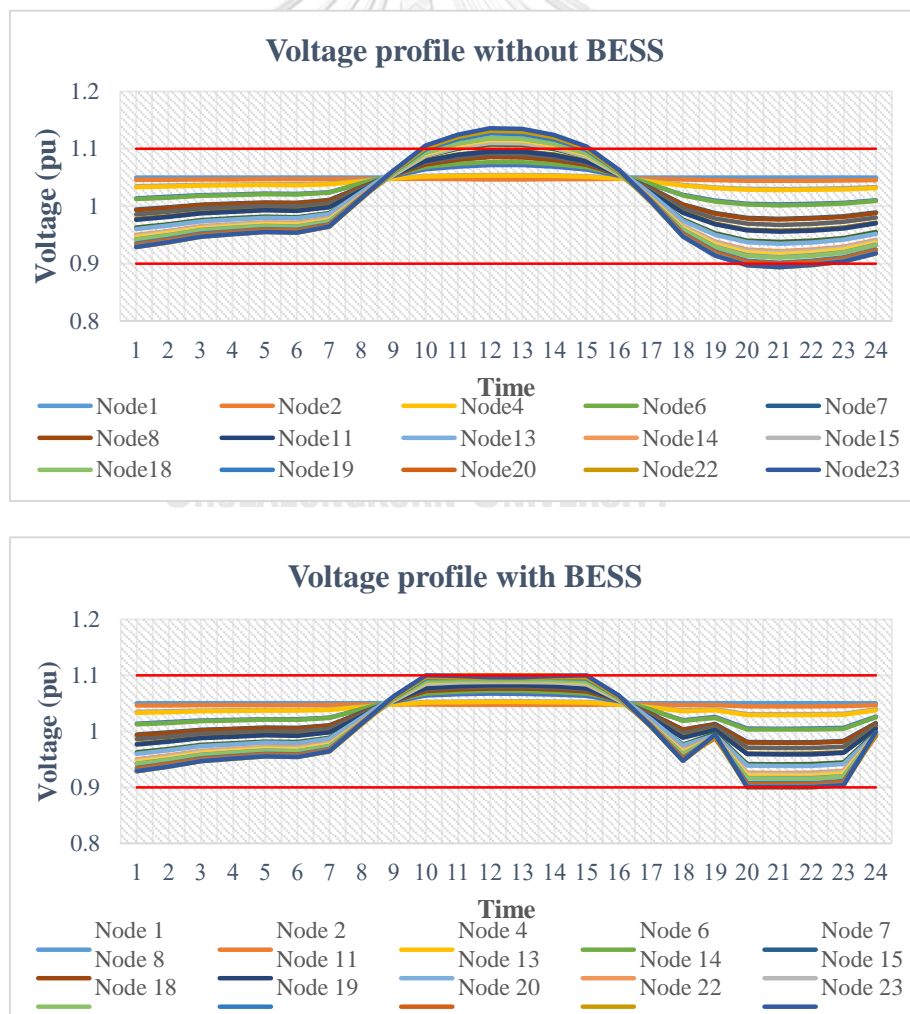 Voltage profile without BESS
Voltage (pu)
1.2
1.1
1
0.9
0.8
1 2 3 4 5 6 7 8 9 10 11 12 13 14 15 16 17 18 19 20 21 22 23 24
Time
Node1 Node2 Node4 Node6 Node7
Node8 Node11 Node13 Node14 Node15
Node18 Node19 Node20 Node22 Node23
CHULALONGKORN UNIVERSITY
Voltage profile with BESS
Voltage (pu)
1.2
1.1
1
0.9
0.8
1 2 3 4 5 6 7 8 9 10 11 12 13 14 15 16 17 18 19 20 21 22 23 24
Time
Node 1 Node 2 Node 4 Node 6 Node 7
Node 8 Node 11 Node 13 Node 14 Node 15
Node 18 Node 19 Node 20 Node 22 Node 23